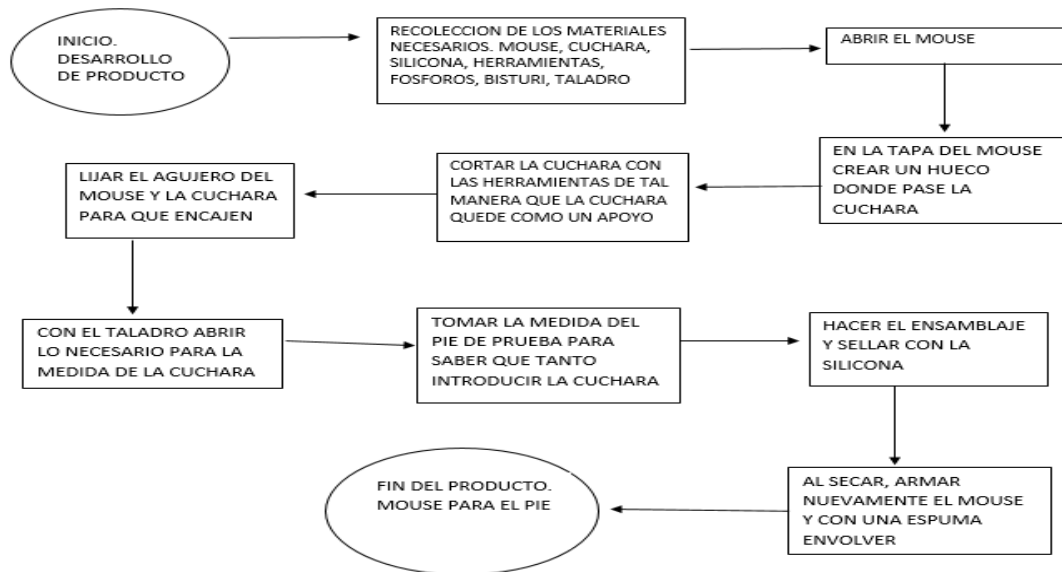 INICIO.
DESARROLLO
DE PRODUCTO
RECOLECCION DE LOS MATERIALES
NECESARIOS. MOUSE, CUCHARA,
SILICONA, HERRAMIENTAS,
FOSFOROS, BISTURI, TALADRO
ABRIR EL MOUSE
EN LA TAPA DEL MOUSE
CREAR UN HUECO
DONDE PASE LA
CUCHARA
CORTAR LA CUCHARA CON
LAS HERRAMIENTAS DE TAL
MANERA QUE LA CUCHARA
QUEDE COMO UN APOYO
LIJAR EL AGUJERO DEL
MOUSE Y LA CUCHARA
PARA QUE ENCAJEN
CON EL TALADRO ABRIR
LO NECESARIO PARA LA
MEDIDA DE LA CUCHARA
TOMAR LA MEDIDA DEL
PIE DE PRUEBA PARA
SABER QUE TANTO
INTRODUCIR LA CUCHARA
HACER EL ENSAMBLAJE
Y SELLAR CON LA
SILICONA
AL SECAR, ARMAR
NUEVAMENTE EL MOUSE
Y CON UNA ESPUMA
ENVOLVER
FIN DEL PRODUCTO.
MOUSE PARA EL PIE